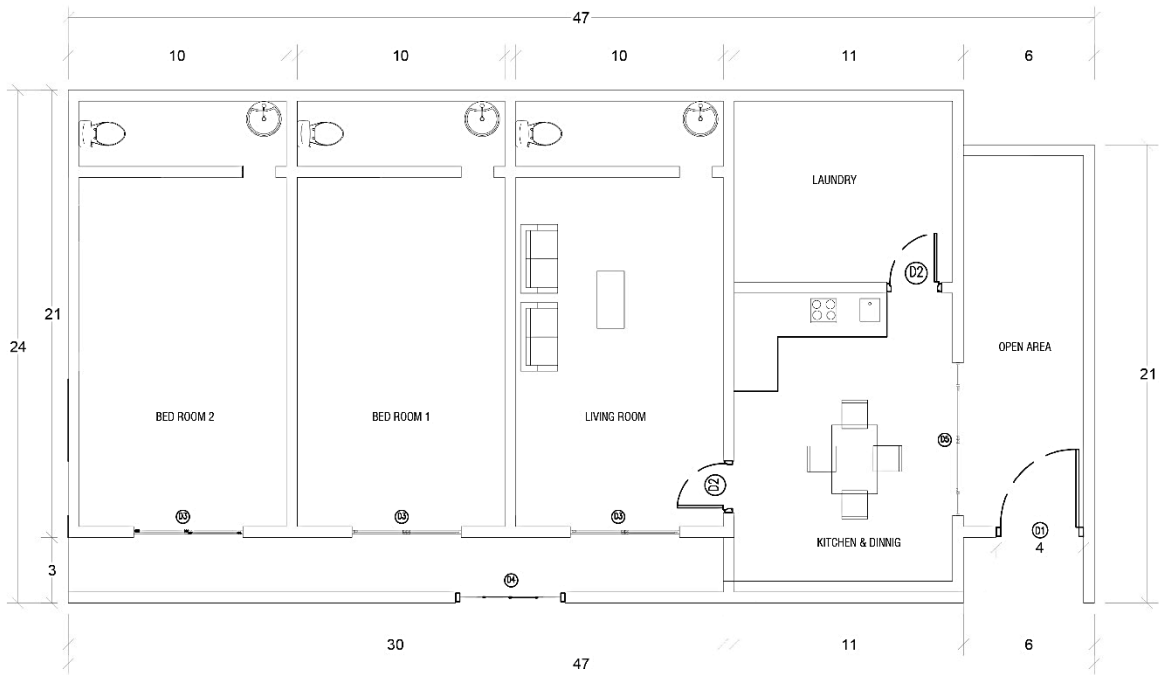 47
10
10
10
11
6
LAUNDRY
D2
21
24
OPEN AREA
21
BED ROOM 2
BED ROOM 1
LIVING ROOM
D5
D2
D3
D3
D3
D1
4
KITCHEN & DINNIG
3
D4
30
11
6
47